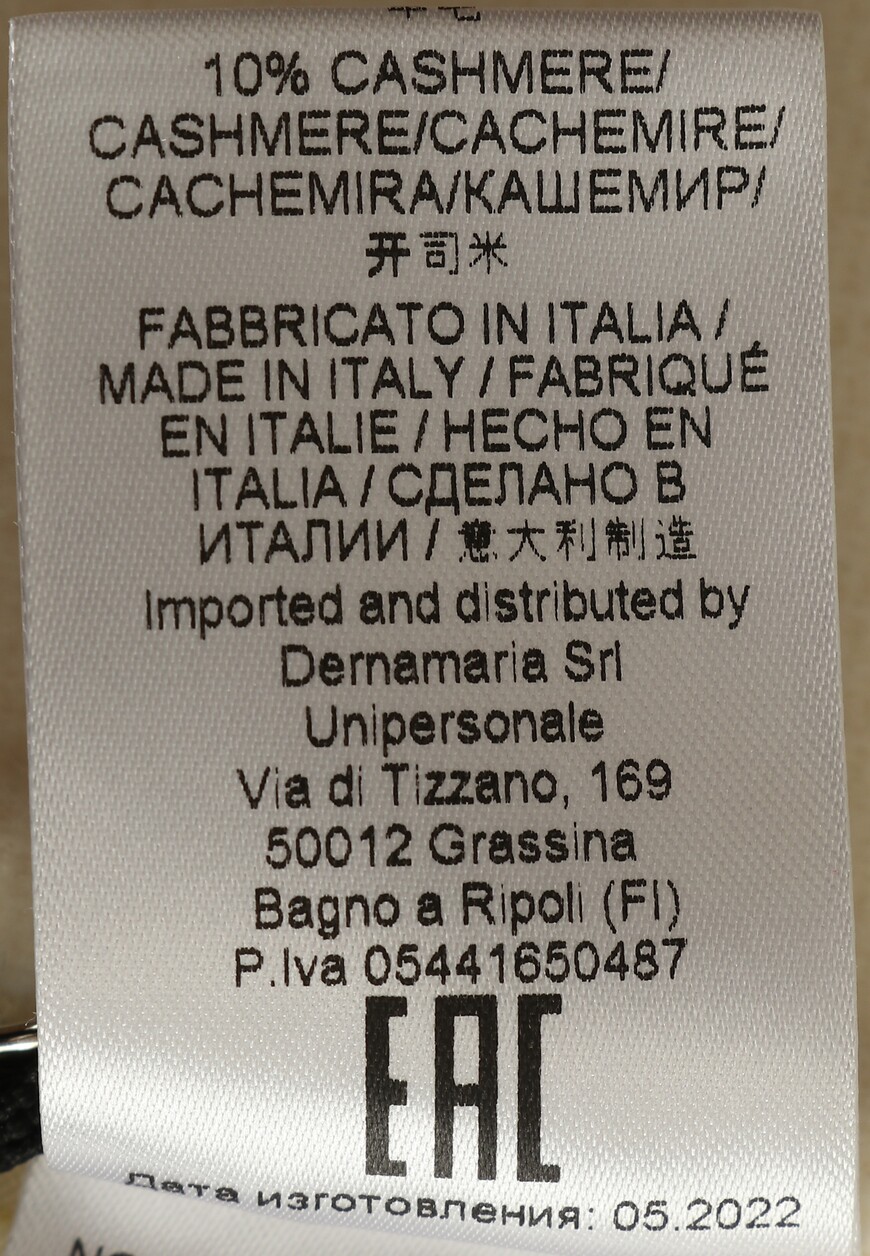 10% CASHMERE/
CASHMERE/CACHEMIRE/
CACHEMIRA/КАШЕМИР/
开司米
FABBRICATO IN ITALIA /
MADE IN ITALY / FABRIQUÉ
EN ITALIE / HECHO EN
ITALIA / СДЕЛАНО В
ИТАЛИИ / 意大利制造
Imported and distributed by
Dernamaria Srl
Unipersonale
Via di Tizzano, 169
50012 Grassina
Bagno a Ripoli (FI)
P.Iva 05441650487
EAC
Дата изготовления: 05.2022